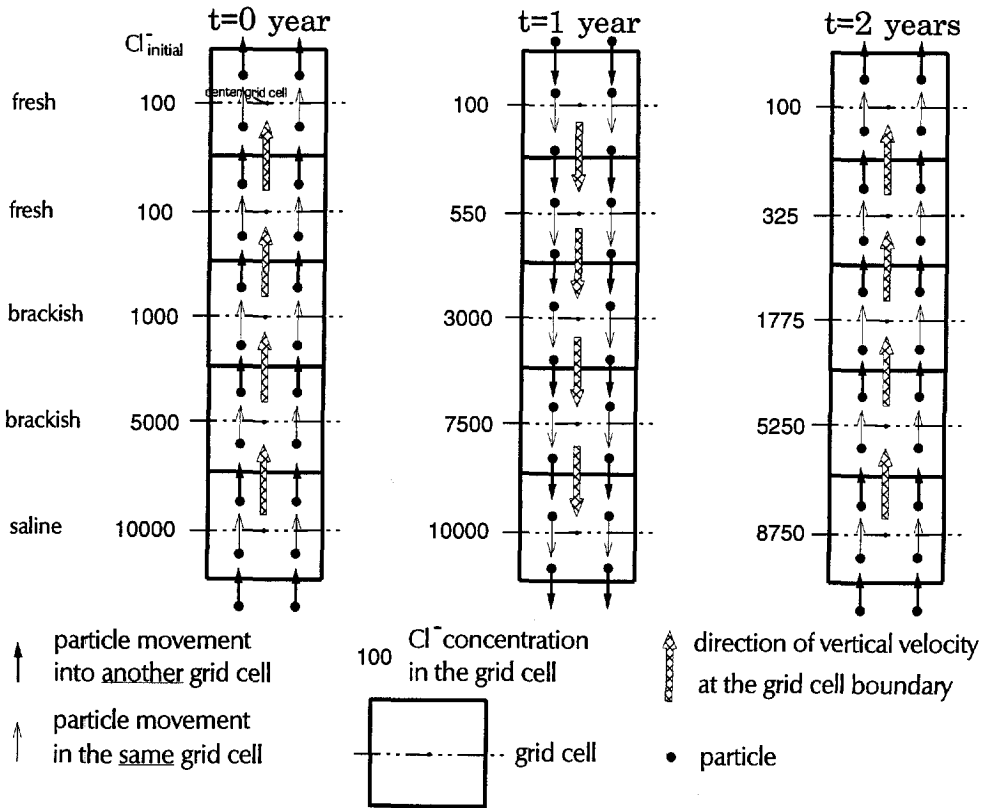 t=0 year
t=1 year
t=2 years
Cl⁻initial
fresh 100
center grid cell
fresh 100
brackish 1000
brackish 5000
saline 10000
100
550
3000
7500
10000
100
325
1775
5250
8750
particle movement
into another grid cell
particle movement
in the same grid cell
100 Cl⁻ concentration
in the grid cell
grid cell
direction of vertical velocity
at the grid cell boundary
particle